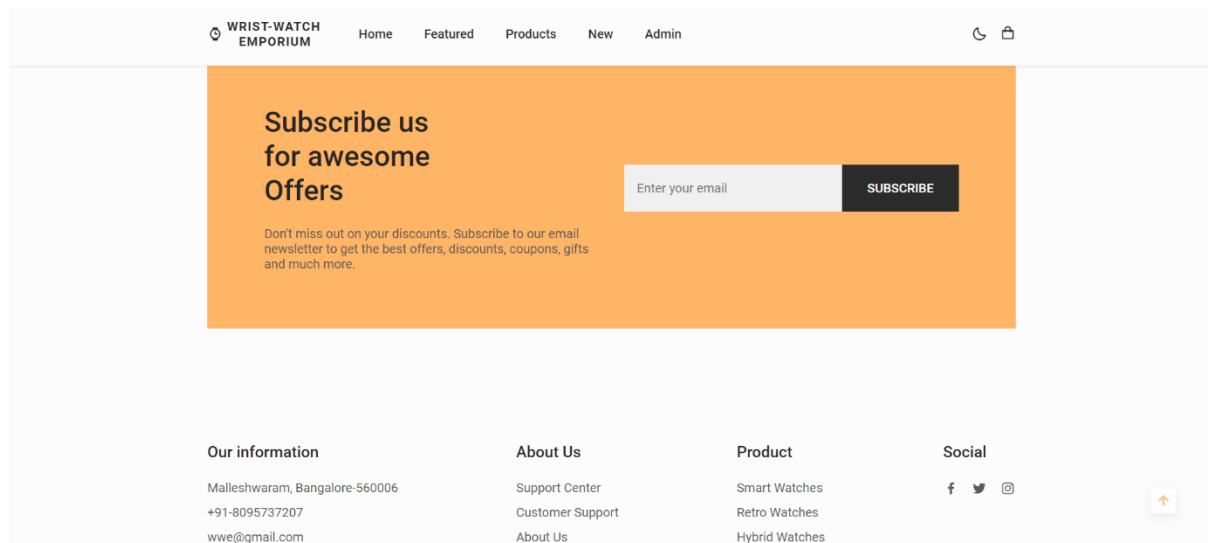 WRIST-WATCH
EMPORIUM
Home
Featured
Products
New
Admin
Subscribe us
for awesome
Offers
Don't miss out on your discounts. Subscribe to our email
newsletter to get the best offers, discounts, coupons, gifts
and much more.
Enter your email
SUBSCRIBE
Our information
Malleshwaram, Bangalore-560006
+91-8095737207
wwe@gmail.com
About Us
Support Center
Customer Support
About Us
Product
Smart Watches
Retro Watches
Hybrid Watches
Social